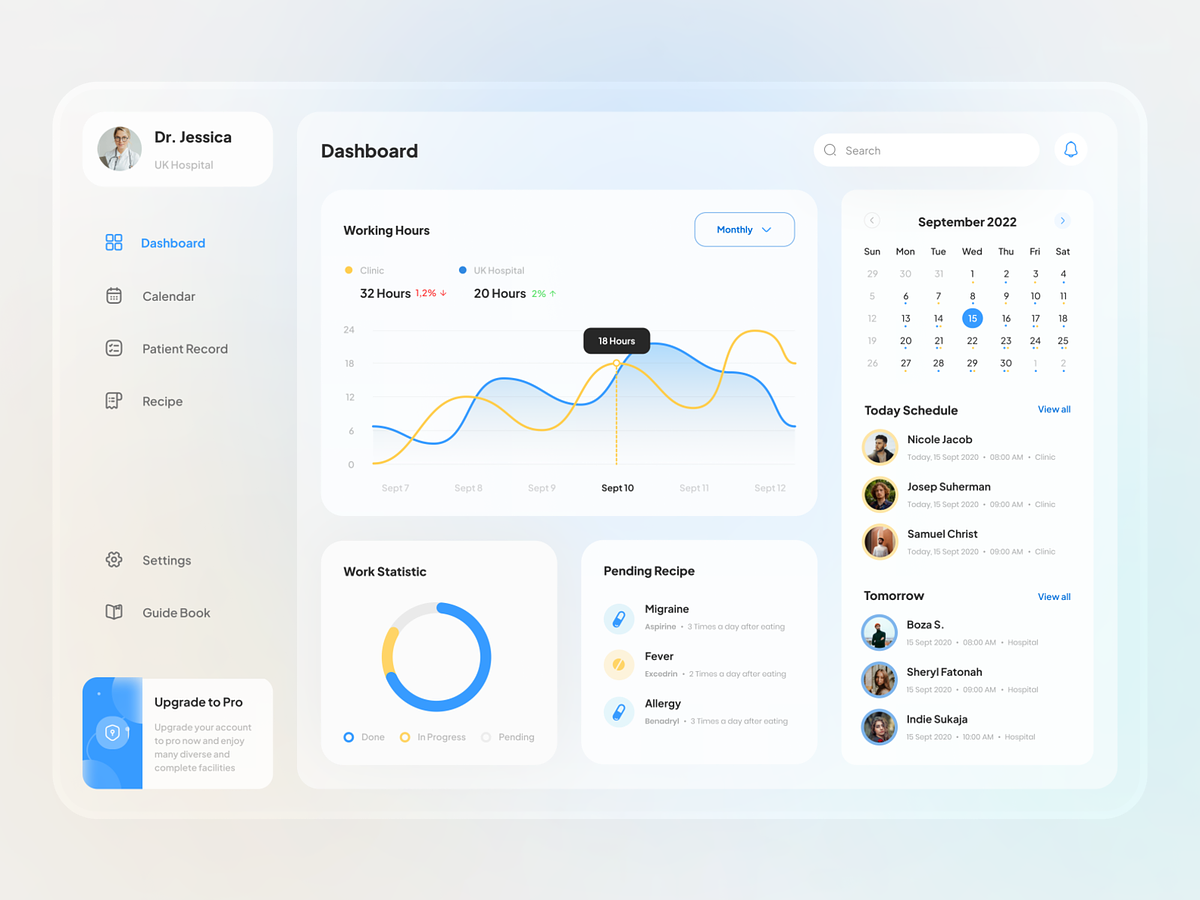 Dr. Jessica
UK Hospital
Dashboard
Calendar
Patient Record
Recipe
Settings
Guide Book
Upgrade to Pro
Upgrade your account
to pro now and enjoy
many diverse and
complete facilities
Dashboard
Search
Working Hours
Monthly
Clinic
UK Hospital
32 Hours 1,2% ↓
20 Hours 2% ↑
24
18
12
6
0
18 Hours
Sept 7 Sept 8 Sept 9 Sept 10 Sept 11 Sept 12
Work Statistic
Done In Progress Pending
Pending Recipe
Migraine
Aspirine • 3 Times a day after eating
Fever
Excedrin • 2 Times a day after eating
Allergy
Benadryl • 3 Times a day after eating
September 2022
Sun Mon Tue Wed Thu Fri Sat
29 30 31 1 2 3 4
5 6 7 8 9 10 11
12 13 14 15 16 17 18
19 20 21 22 23 24 25
26 27 28 29 30 1 2
Today Schedule View all
Nicole Jacob
Today, 15 Sept 2020 • 08:00 AM • Clinic
Josep Suherman
Today, 15 Sept 2020 • 09:00 AM • Clinic
Samuel Christ
Today, 15 Sept 2020 • 09:00 AM • Clinic
Tomorrow View all
Boza S.
15 Sept 2020 • 08:00 AM • Hospital
Sheryl Fatonah
15 Sept 2020 • 09:00 AM • Hospital
Indie Sukaja
15 Sept 2020 • 10:00 AM • Hospital